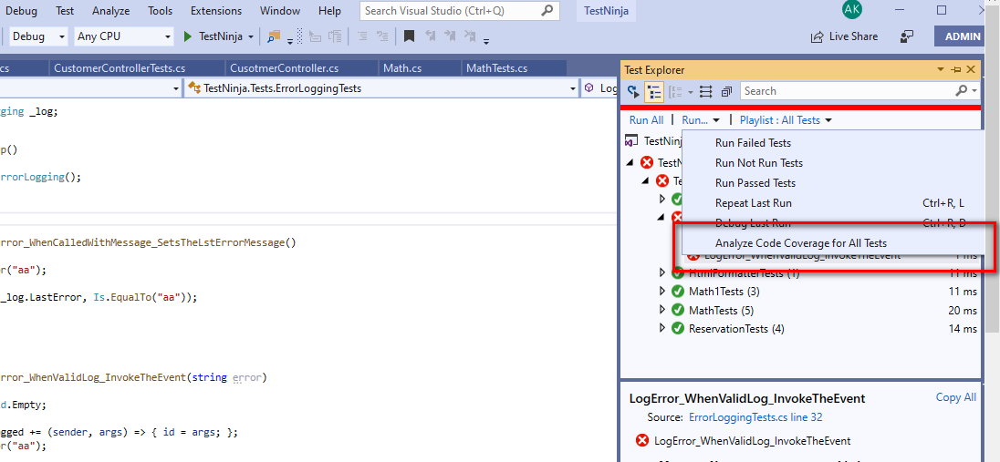 Debug Test Analyze Tools Extensions Window Help Search Visual Studio (Ctrl+Q) TestNinja AK
Debug Any CPU TestNinja Live Share ADMIN
cs CustomerControllerTests.cs CusotmerController.cs Math.cs MathTests.cs
TestNinja.Tests.ErrorLoggingTests Log
ging _log;
p()
rrorLogging();
rror_WhenCalledWithMessage_SetsTheLstErrorMessage()
or("aa");
_log.LastError, Is.EqualTo("aa"));
rror_WhenValidLog_InvokeTheEvent(string error)
d.Empty;
gged += (sender, args) => { id = args; };
or("aa");
Test Explorer
Search
Run All | Run... | Playlist : All Tests
TestNinj
TestN
Te
Run Failed Tests
Run Not Run Tests
Run Passed Tests
Repeat Last Run Ctrl+R, L
Debug Last Run Ctrl+R, D
Analyze Code Coverage for All Tests
LogError_WhenValidLog_InvokeTheEvent 1 ms
HtmlFormatterTests (1) 11 ms
Math1Tests (3) 11 ms
MathTests (5) 20 ms
ReservationTests (4) 14 ms
LogError_WhenValidLog_InvokeTheEvent Copy All
Source: ErrorLoggingTests.cs line 32
LogError_WhenValidLog_InvokeTheEvent